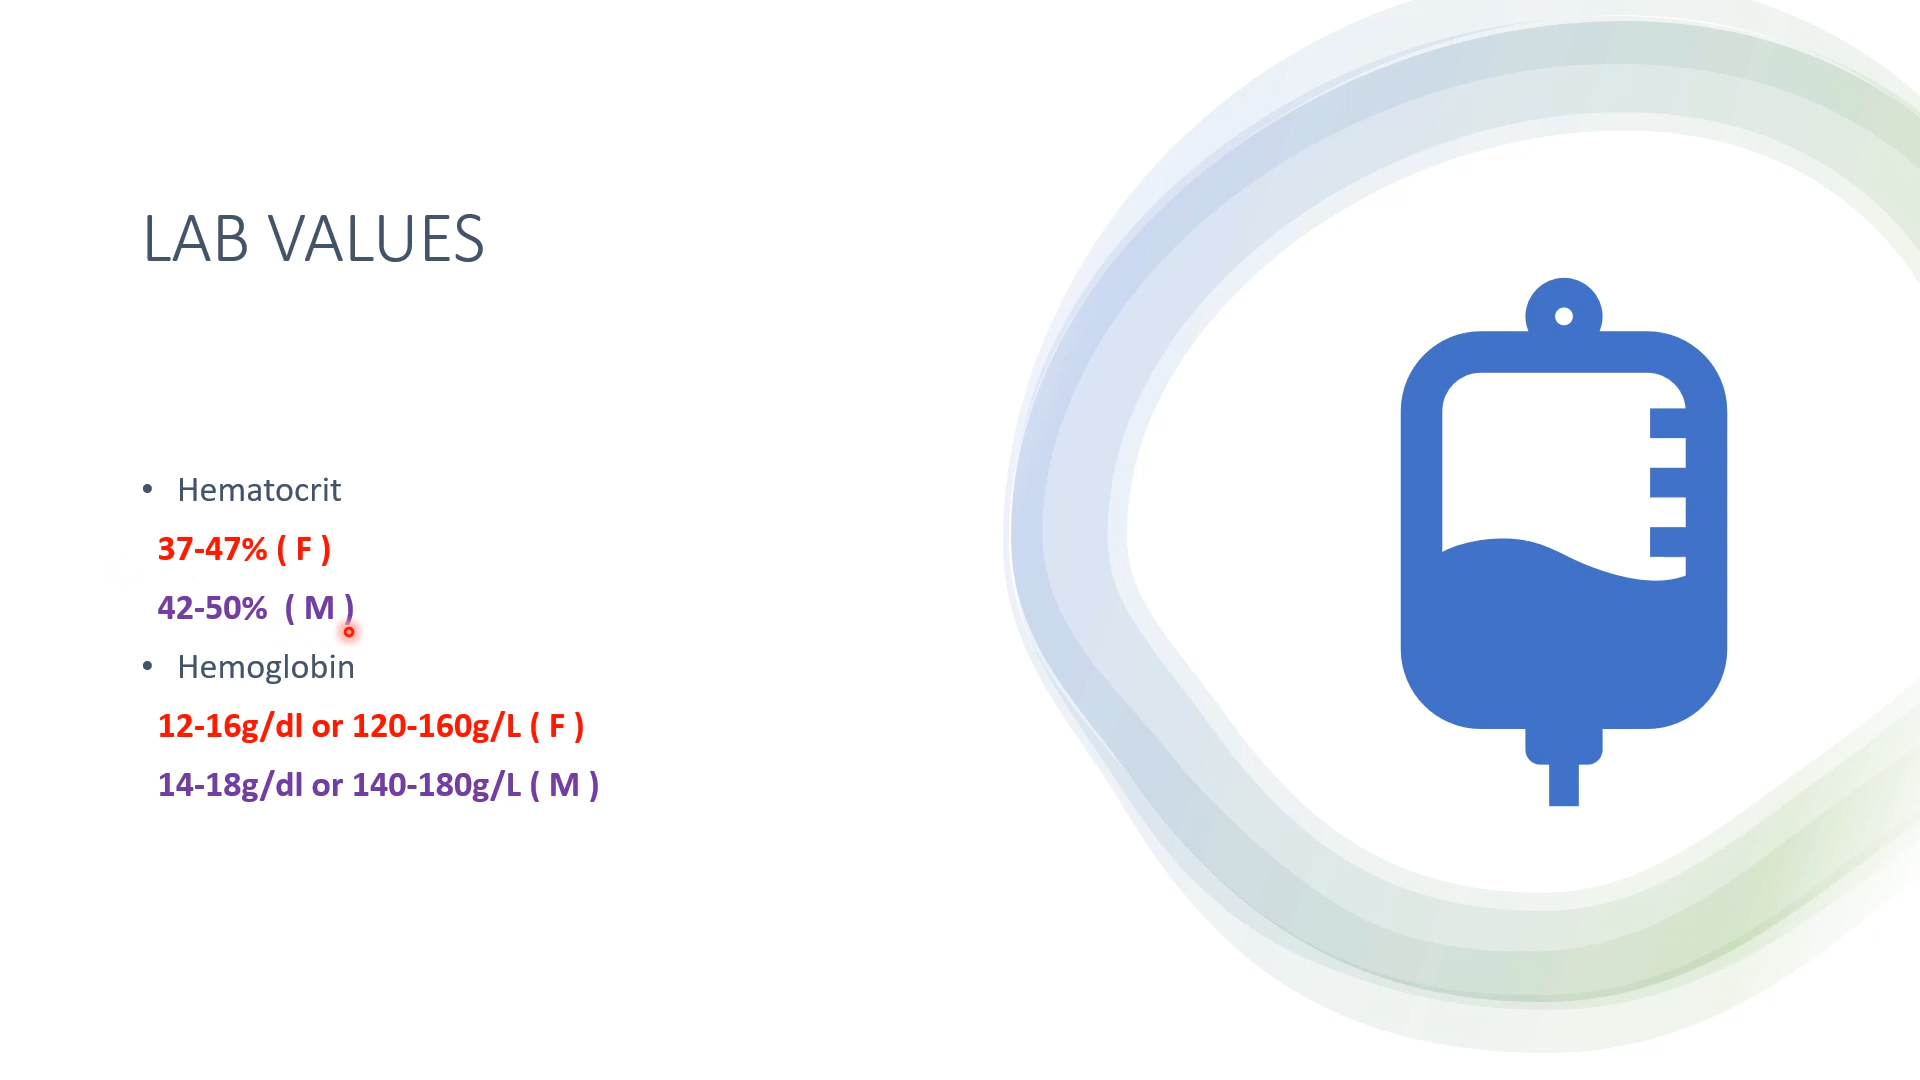 LAB VALUES
• Hematocrit
37-47% ( F )
42-50%  ( M )
• Hemoglobin
12-16g/dl or 120-160g/L ( F )
14-18g/dl or 140-180g/L ( M )